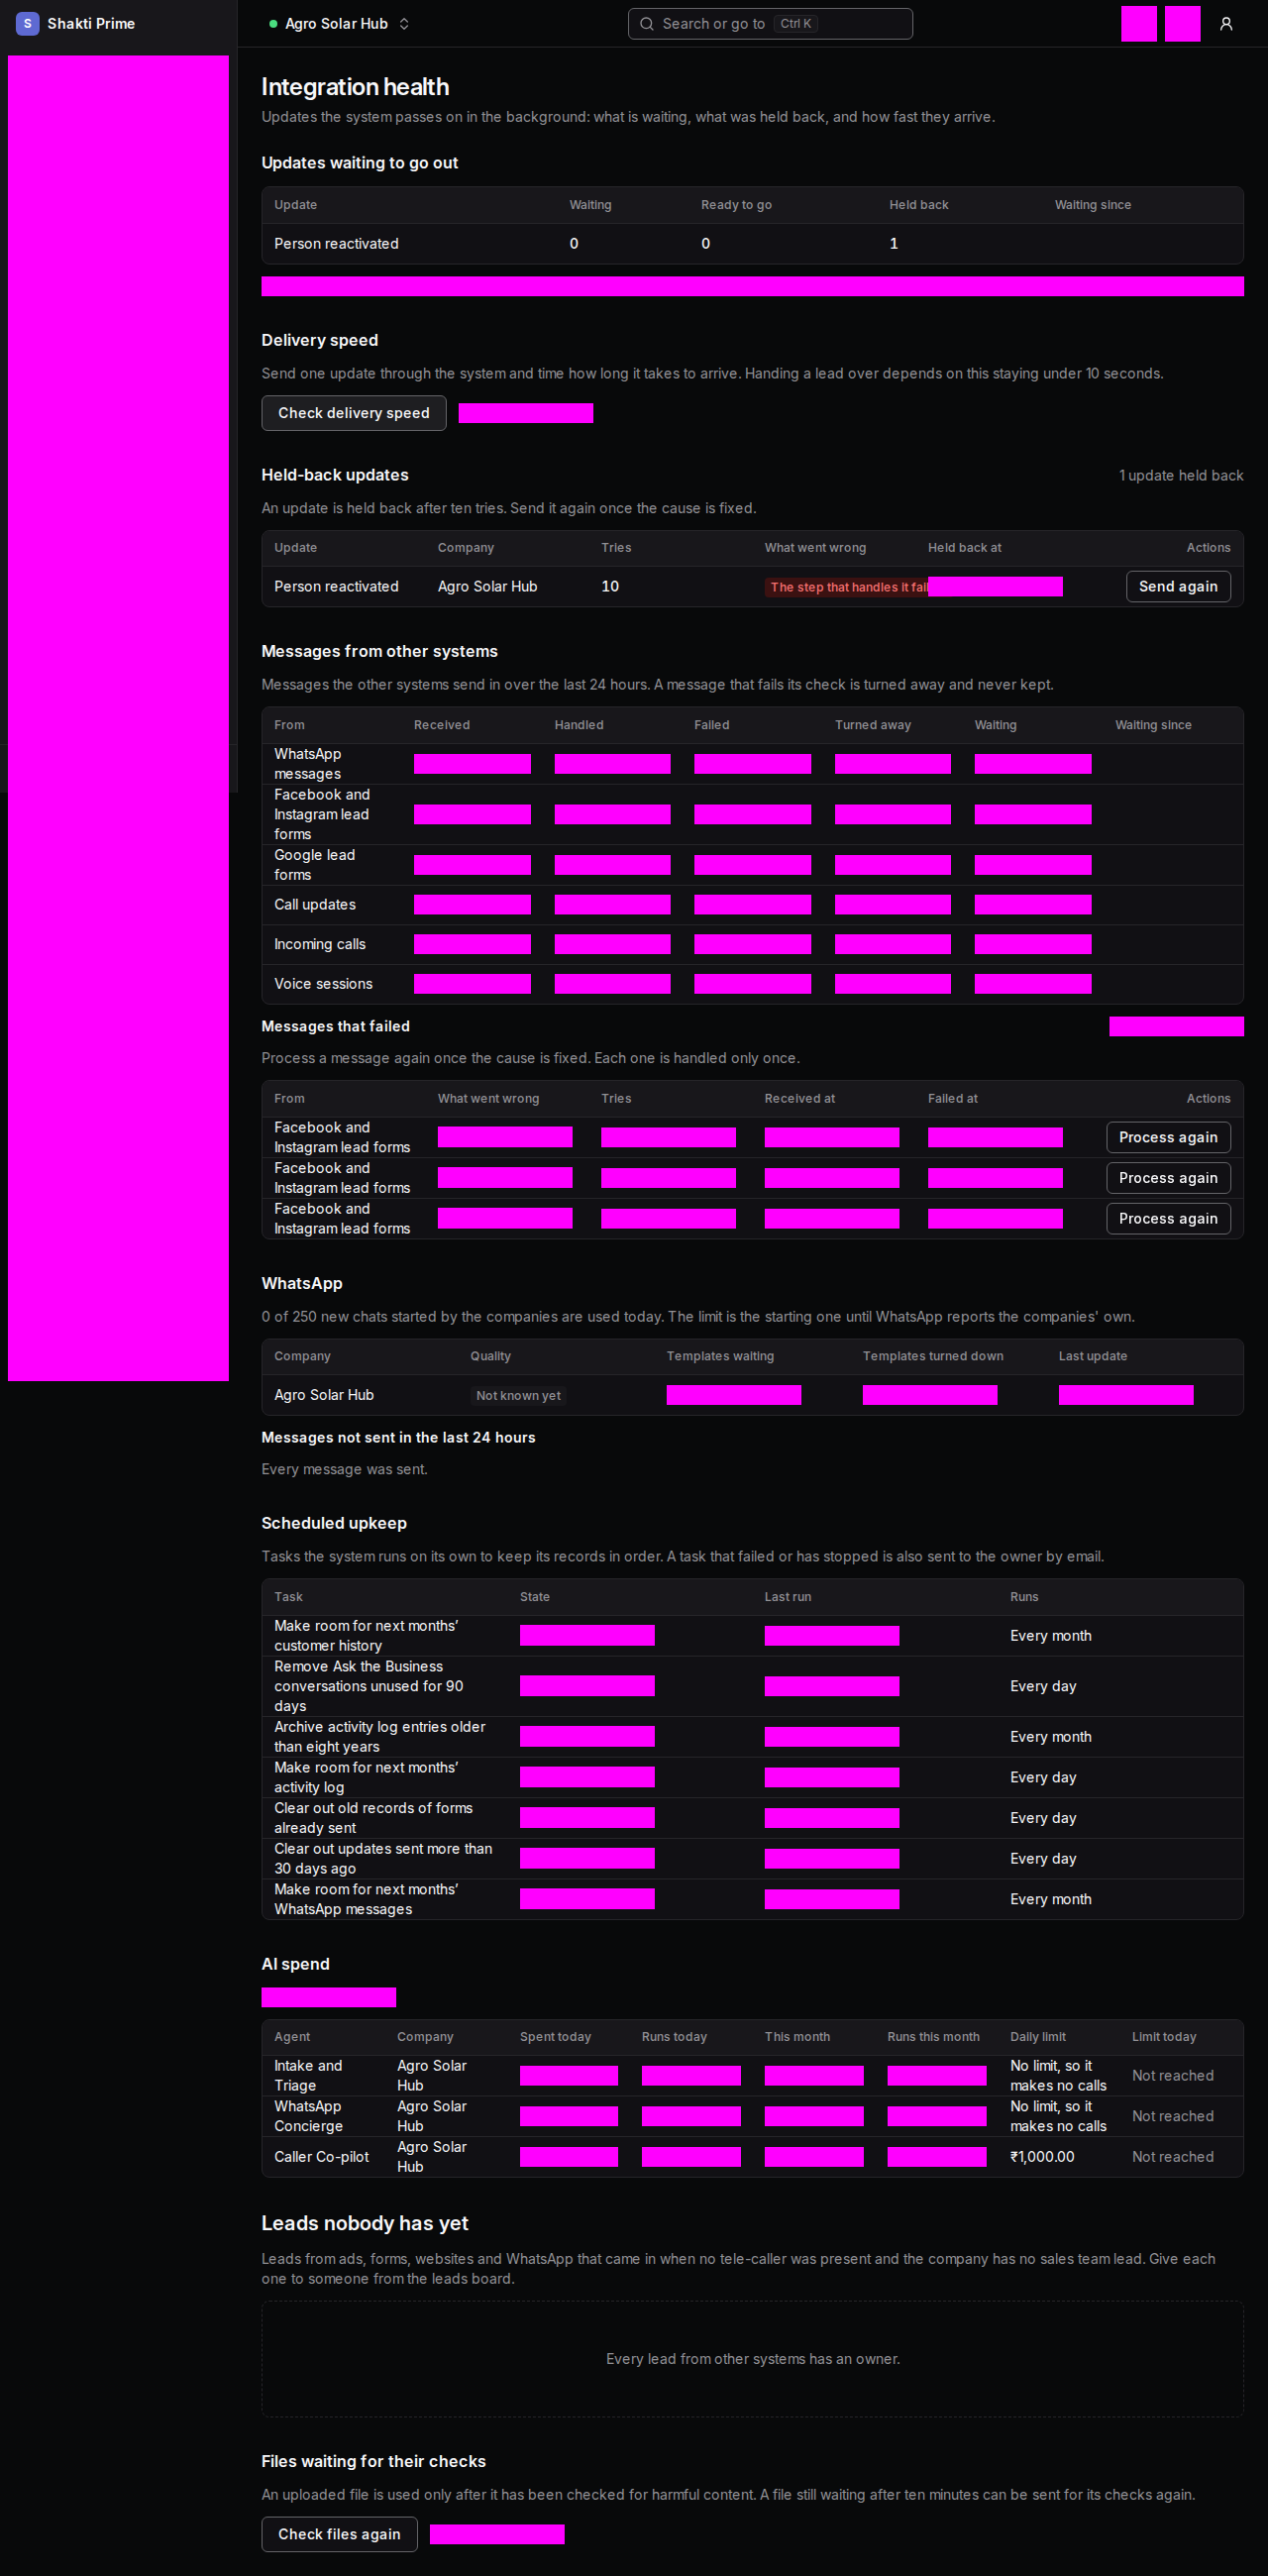 S Shakti Prime
Agro Solar Hub
Search or go to Ctrl K
Integration health
Updates the system passes on in the background: what is waiting, what was held back, and how fast they arrive.
Updates waiting to go out
Update Waiting Ready to go Held back Waiting since
Person reactivated 0 0 1
Delivery speed
Send one update through the system and time how long it takes to arrive. Handing a lead over depends on this staying under 10 seconds.
Check delivery speed
Held-back updates 1 update held back
An update is held back after ten tries. Send it again once the cause is fixed.
Update Company Tries What went wrong Held back at Actions
Person reactivated Agro Solar Hub 10 The step that handles it Send again
Messages from other systems
Messages the other systems send in over the last 24 hours. A message that fails its check is turned away and never kept.
From Received Handled Failed Turned away Waiting Waiting since
WhatsApp
messages
Facebook and
Instagram lead
forms
Google lead
forms
Call updates
Incoming calls
Voice sessions
Messages that failed
Process a message again once the cause is fixed. Each one is handled only once.
From What went wrong Tries Received at Failed at Actions
Facebook and
Instagram lead forms Process again
Facebook and
Instagram lead forms Process again
Facebook and
Instagram lead forms Process again
WhatsApp
0 of 250 new chats started by the companies are used today. The limit is the starting one until WhatsApp reports the companies' own.
Company Quality Templates waiting Templates turned down Last update
Agro Solar Hub Not known yet
Messages not sent in the last 24 hours
Every message was sent.
Scheduled upkeep
Tasks the system runs on its own to keep its records in order. A task that failed or has stopped is also sent to the owner by email.
Task State Last run Runs
Make room for next months’
customer history Every month
Remove Ask the Business
conversations unused for 90
days Every day
Archive activity log entries older
than eight years Every month
Make room for next months’
activity log Every day
Clear out old records of forms
already sent Every day
Clear out updates sent more than
30 days ago Every day
Make room for next months’
WhatsApp messages Every month
AI spend
Agent Company Spent today Runs today This month Runs this month Daily limit Limit today
Intake and Agro Solar No limit, so it
Triage Hub makes no calls Not reached
WhatsApp Agro Solar No limit, so it
Concierge Hub makes no calls Not reached
Caller Co-pilot Agro Solar Hub ₹1,000.00 Not reached
Leads nobody has yet
Leads from ads, forms, websites and WhatsApp that came in when no tele-caller was present and the company has no sales team lead. Give each
one to someone from the leads board.
Every lead from other systems has an owner.
Files waiting for their checks
An uploaded file is used only after it has been checked for harmful content. A file still waiting after ten minutes can be sent for its checks again.
Check files again